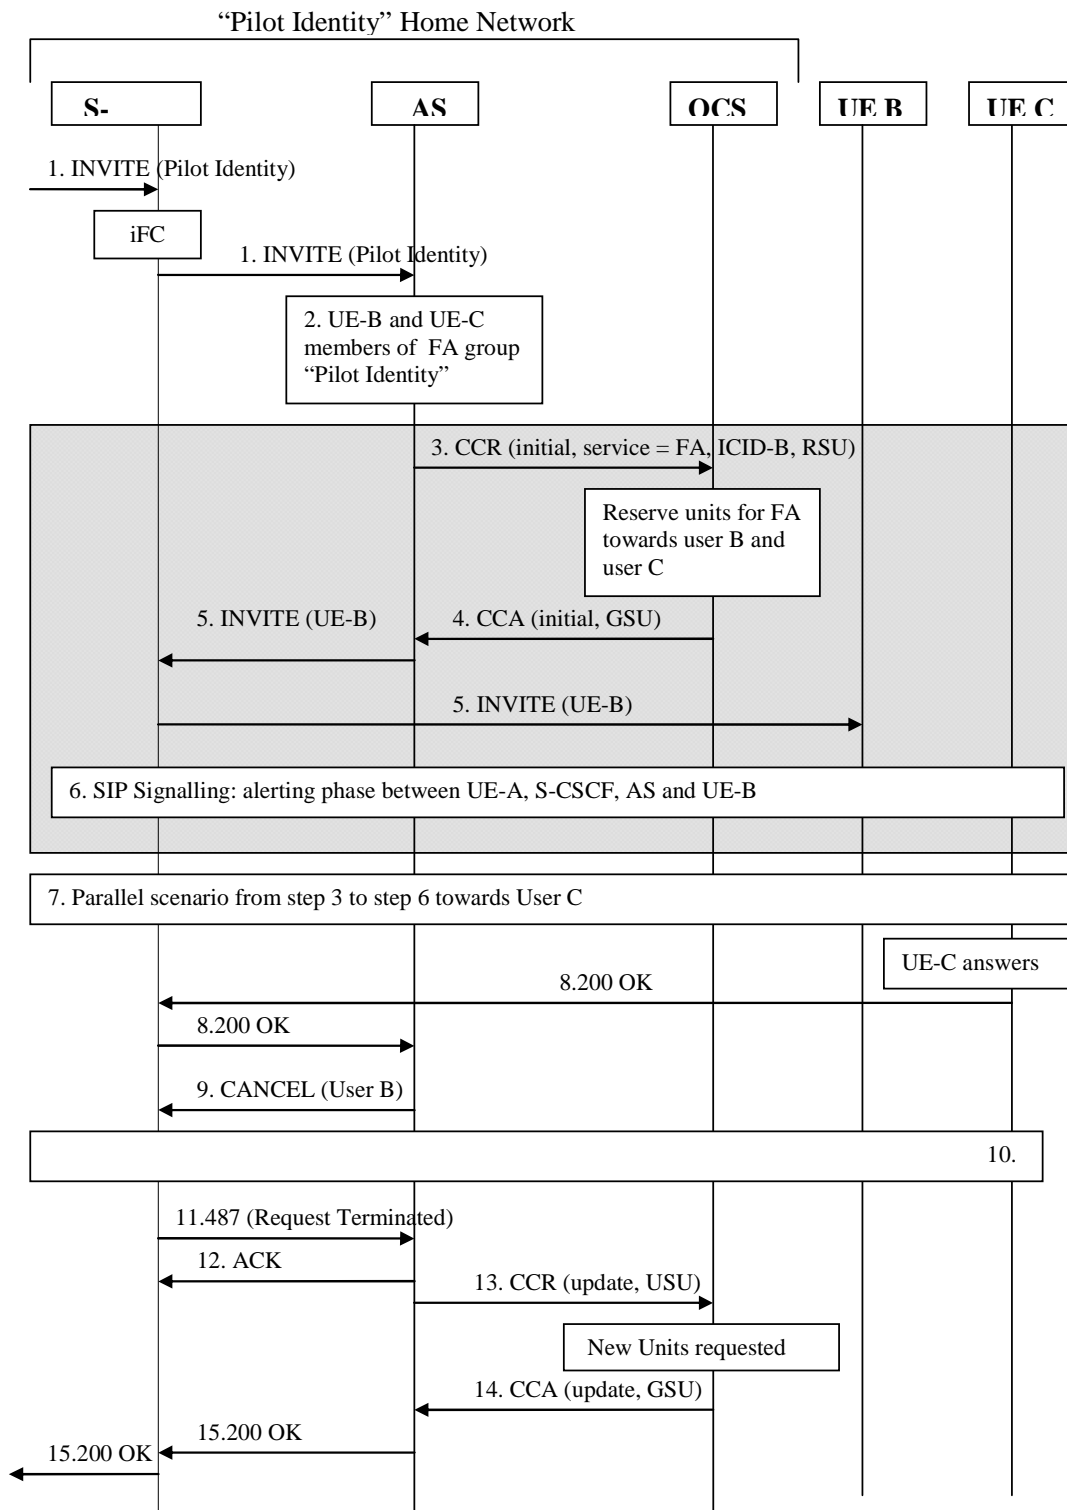 “Pilot Identity” Home Network
S-
AS
OCS
UE B
UE C
1. INVITE (Pilot Identity)
iFC
1. INVITE (Pilot Identity)
2. UE-B and UE-C
members of FA group
“Pilot Identity”
3. CCR (initial, service = FA, ICID-B, RSU)
Reserve units for FA
towards user B and
user C
5. INVITE (UE-B)
4. CCA (initial, GSU)
5. INVITE (UE-B)
6. SIP Signalling: alerting phase between UE-A, S-CSCF, AS and UE-B
7. Parallel scenario from step 3 to step 6 towards User C
UE-C answers
8.200 OK
8.200 OK
9. CANCEL (User B)
10.
11.487 (Request Terminated)
12. ACK
13. CCR (update, USU)
New Units requested
14. CCA (update, GSU)
15.200 OK
15.200 OK